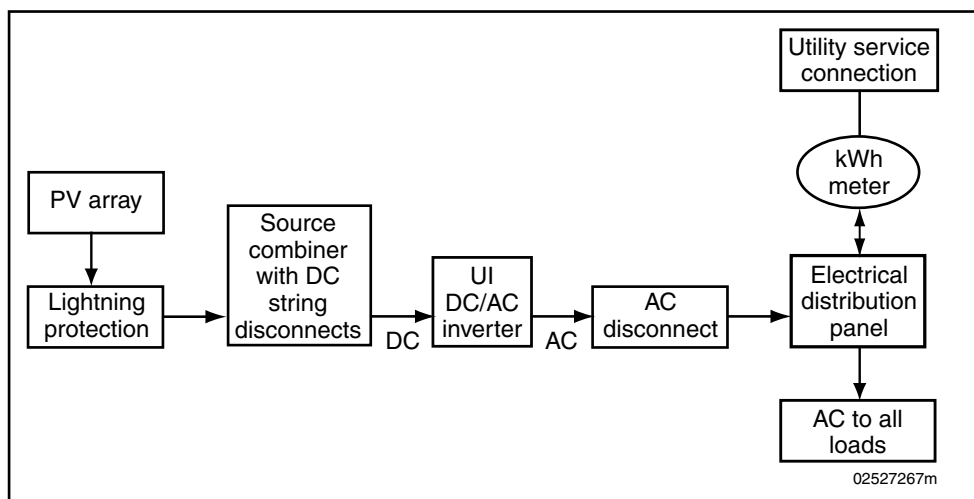 Utility service
connection
kWh
meter
PV array
Lightning
protection
Source
combiner
with DC
string
disconnects
DC
UI
DC/AC
inverter
AC
AC
disconnect
Electrical
distribution
panel
AC to all
loads
02527267m